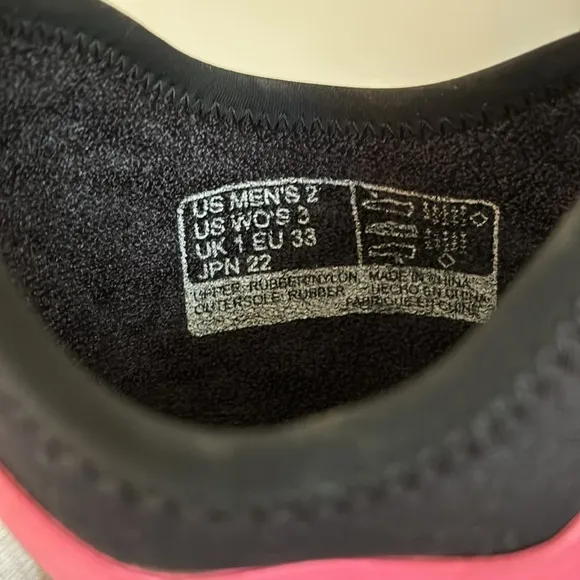 US MEN'S 2
US WO'S 3
UK 1 EU 33
JPN 22
UPPER: RUBBER/NYLON
OUTERSOLE: RUBBER
MADE IN CHINA
HECHO EN CHINA
FABRIQUE EN CHINE